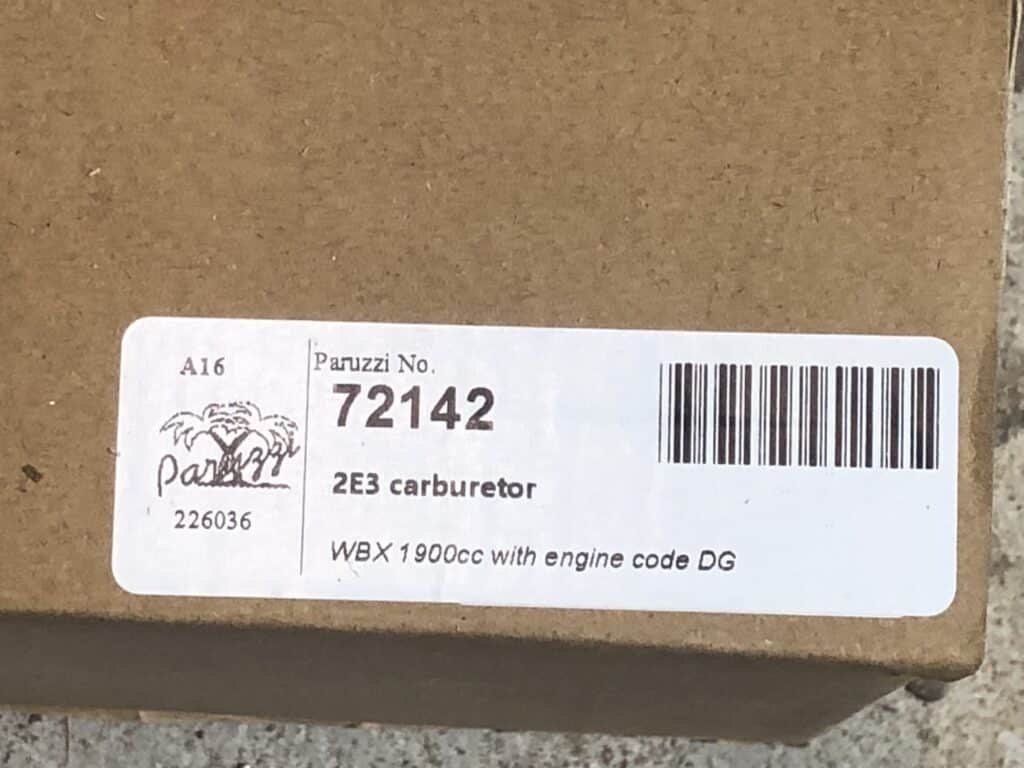 A16
Paruzzi
226036
Paruzzi No.
72142
2E3 carburetor
WBX 1900cc with engine code DG